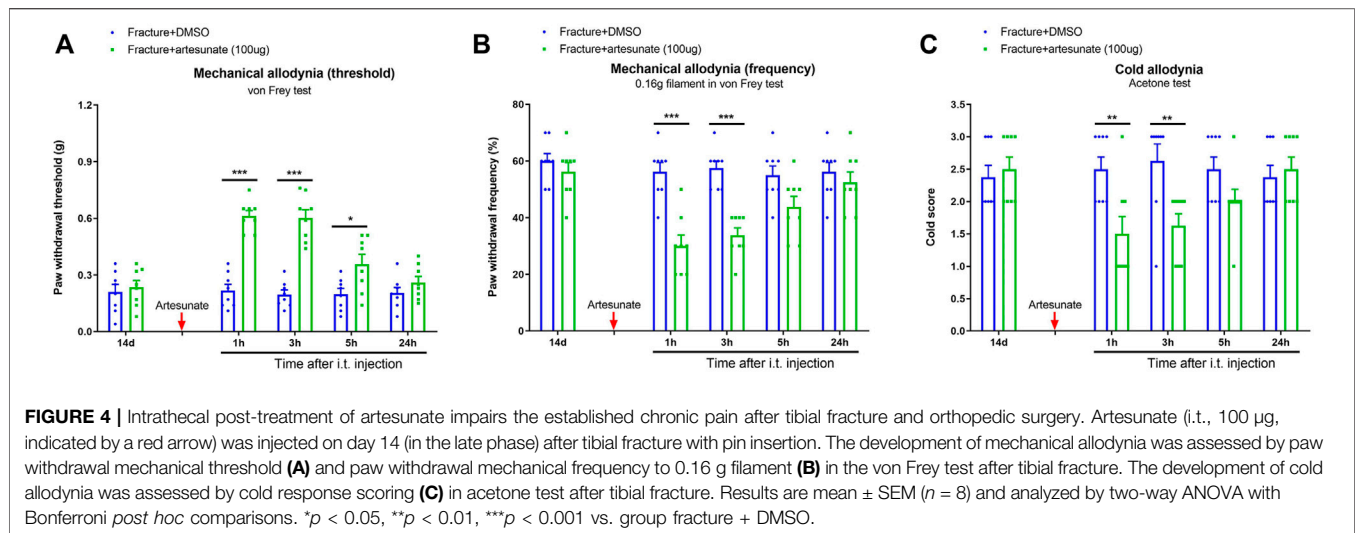 A
Fracture+DMSO
Fracture+artesunate (100ug)
Mechanical allodynia (threshold)
von Frey test
Paw withdrawal threshold (g)
1.2
0.9
0.6
0.3
0.0
***
***
*
Artesunate
14d 1h 3h 5h 24h
Time after i.t. injection
B
Fracture+DMSO
Fracture+artesunate (100ug)
Mechanical allodynia (frequency)
0.16g filament in von Frey test
Paw withdrawal frequency (%)
80
60
40
20
0
***
***
Artesunate
14d 1h 3h 5h 24h
Time after i.t. injection
C
Fracture+DMSO
Fracture+artesunate (100ug)
Cold allodynia
Acetone test
Cold score
3.5
3.0
2.5
2.0
1.5
1.0
0.5
0.0
**
**
Artesunate
14d 1h 3h 5h 24h
Time after i.t. injection
FIGURE 4 | Intrathecal post-treatment of artesunate impairs the established chronic pain after tibial fracture and orthopedic surgery. Artesunate (i.t., 100 µg,
indicated by a red arrow) was injected on day 14 (in the late phase) after tibial fracture with pin insertion. The development of mechanical allodynia was assessed by paw
withdrawal mechanical threshold (A) and paw withdrawal mechanical frequency to 0.16 g filament (B) in the von Frey test after tibial fracture. The development of cold
allodynia was assessed by cold response scoring (C) in acetone test after tibial fracture. Results are mean ± SEM (n = 8) and analyzed by two-way ANOVA with
Bonferroni post hoc comparisons. *p < 0.05, **p < 0.01, ***p < 0.001 vs. group fracture + DMSO.